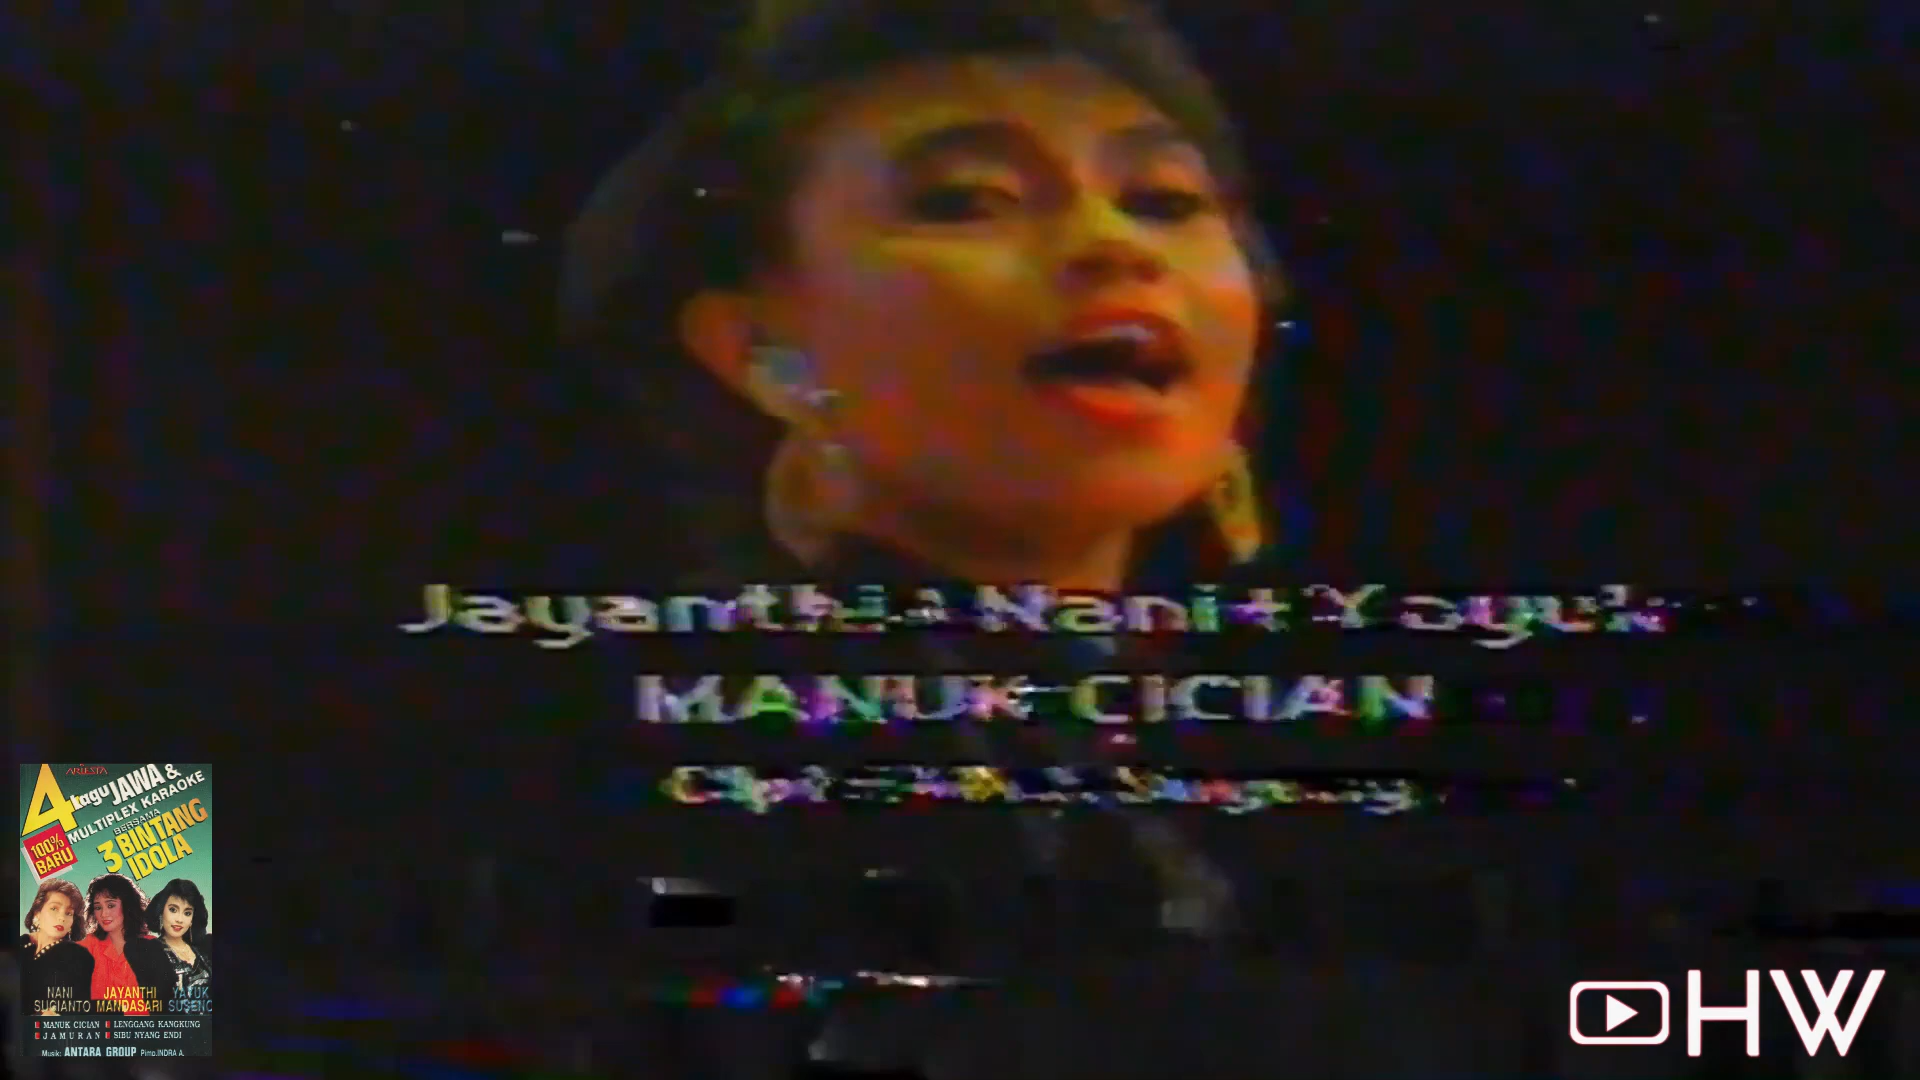 Jayanthi + Nani + Yayuk
MANUK CICIAN
ARIESTA
4 Lagu JAWA &
MULTIPLEX KARAOKE
BERSAMA
100% BARU
3 BINTANG
IDOLA
NANI SUGIANTO
JAYANTHI MANDASARI
YAYUK SUSENO
MANUK CICIAN
LENGGANG KANGKUNG
JAMURAN
SIBU NYANG ENDI
Musik: ANTARA GROUP Pimp. INDRA A.
HW